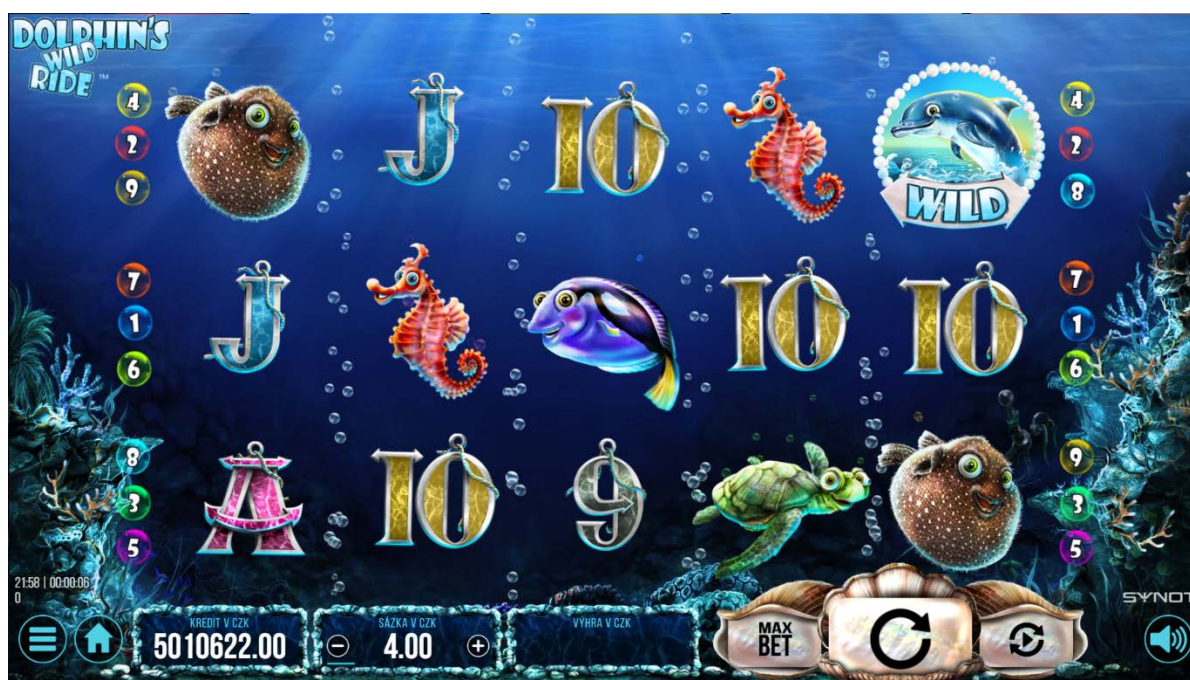 DOLPHIN'S
WILD
RIDE™
4
2
9
J
10
WILD
4
2
8
7
1
6
J
10
10
7
1
6
8
3
5
A
10
9
9
3
5
21:58 | 00:00:06
0
KREDIT V CZK
5010622.00
SÁZKA V CZK
4.00
VÝHRA V CZK
MAX
BET
SYNOT